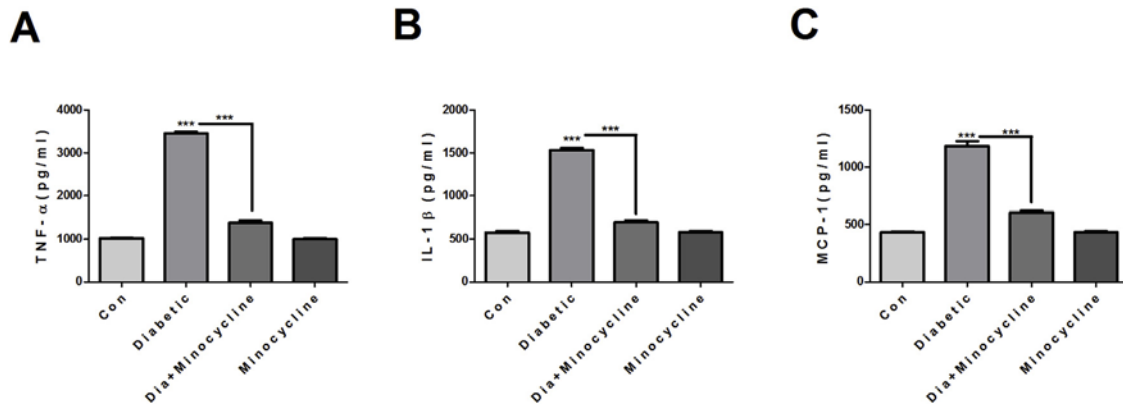 A
TNF-α(pg/ml)
4000
3000
2000
1000
0
***
***
Con
Diabetic
Dia+Minocycline
Minocycline
B
IL-1β (pg/ml)
2000
1500
1000
500
0
***
***
Con
Diabetic
Dia+Minocycline
Minocycline
C
MCP-1(pg/ml)
1500
1000
500
0
***
***
Con
Diabetic
Dia+Minocycline
Minocycline